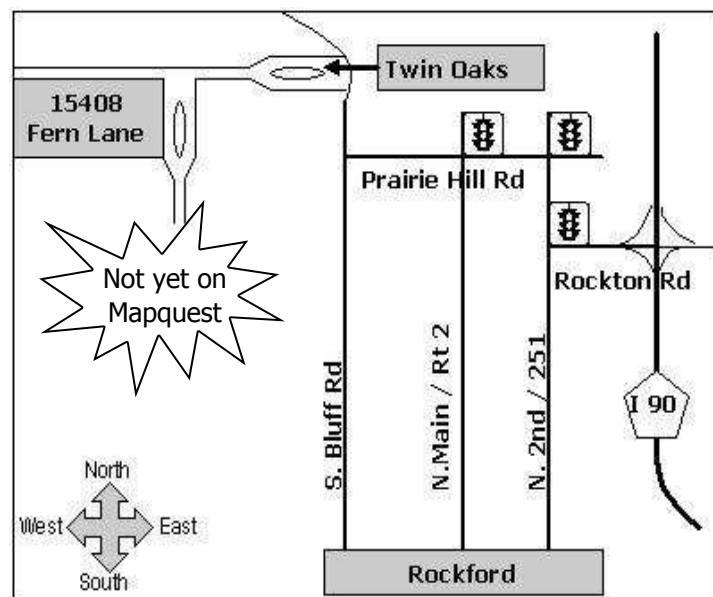 Twin Oaks
15408
Fern Lane
Prairie Hill Rd
Not yet on
Mapquest
Rockton Rd
S. Bluff Rd
N.Main / Rt 2
N. 2nd / 251
I 90
North
West
East
South
Rockford